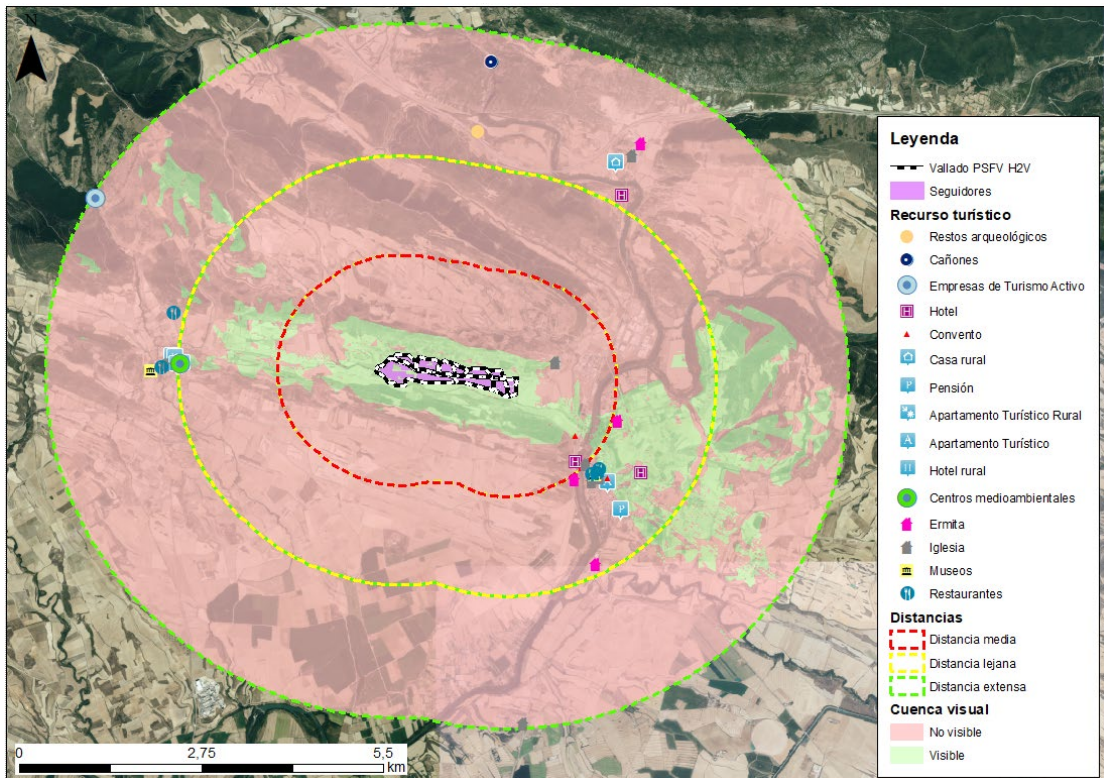 N
Leyenda
Vallado PSFV H2V
Seguidores
Recurso turístico
Restos arqueológicos
Cañones
Empresas de Turismo Activo
Hotel
Convento
Casa rural
Pensión
Apartamento Turístico Rural
Apartamento Turístico
Hotel rural
Centros medioambientales
Ermita
Iglesia
Museos
Restaurantes
Distancias
Distancia media
Distancia lejana
Distancia extensa
Cuenca visual
No visible
Visible
0 2,75 5,5
km